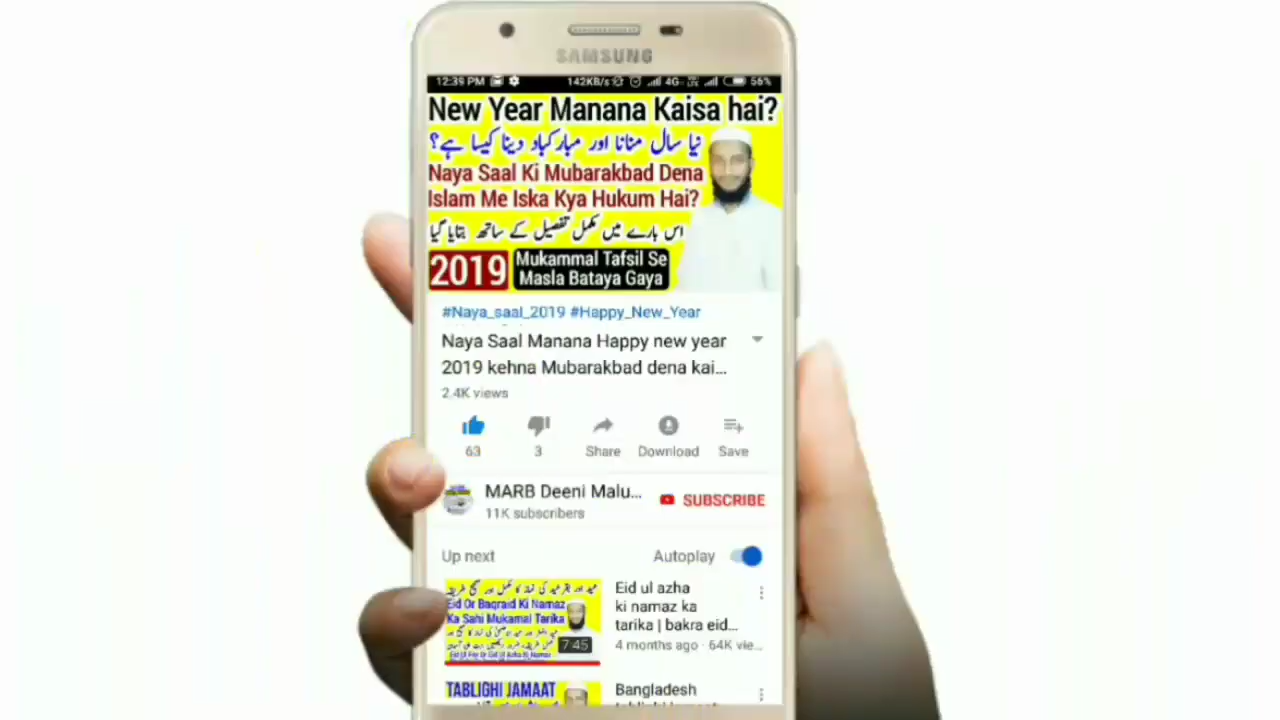 SAMSUNG
12:39 PM 142KB/s 4G 56%
New Year Manana Kaisa hai?
نیا سال منانا اور مبارکباد دینا کیسا ہے؟
Naya Saal Ki Mubarakbad Dena
Islam Me Iska Kya Hukum Hai?
اس بارے میں مکمل تفصیل کے ساتھ بتایا گیا
2019 Mukammal Tafsil Se
Masla Bataya Gaya
#Naya_saal_2019 #Happy_New_Year
Naya Saal Manana Happy new year
2019 kehna Mubarakbad dena kai...
2.4K views
63 3 Share Download Save
MARB Deeni Malu... SUBSCRIBE
11K subscribers
Up next Autoplay
Eid Or Baqraid Ki Namaz
Ka Sahi Mukamal Tarika
7:45
Eid ul azha
ki namaz ka
tarika | bakra eid...
4 months ago · 64K vie...
TABLIGHI JAMAAT
Bangladesh